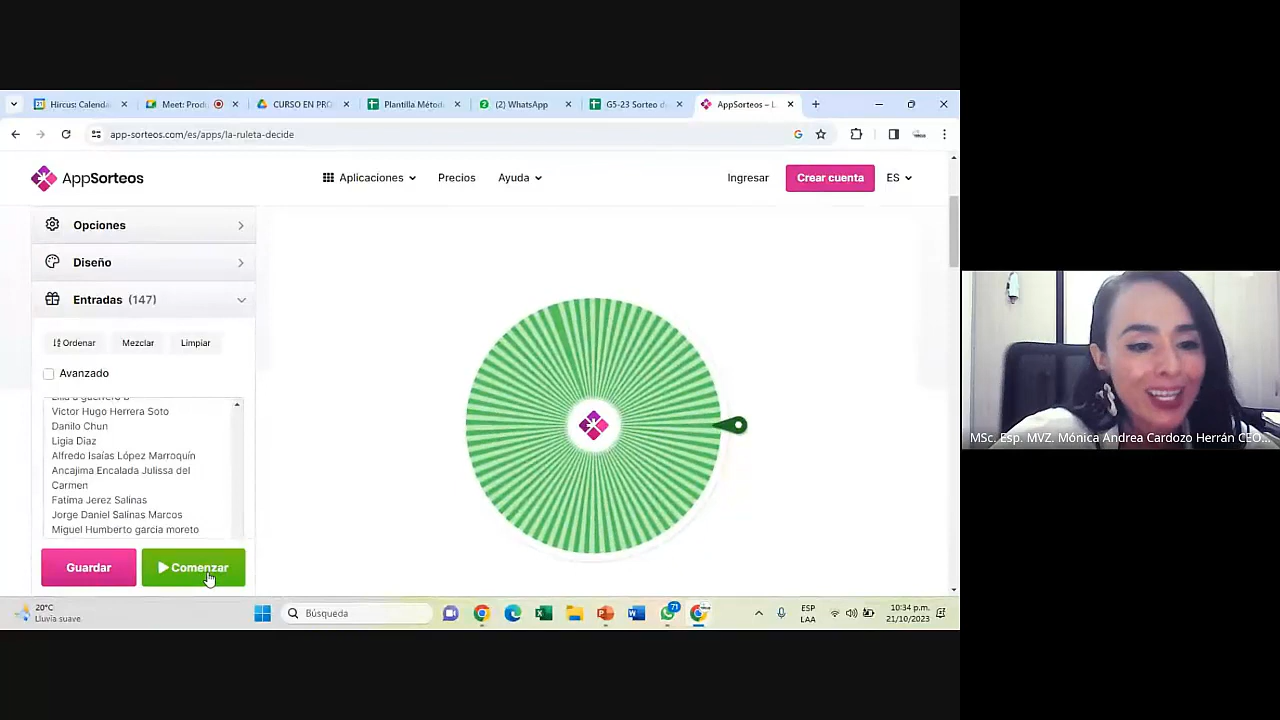 Hircus: Calenda
Meet: Produ
CURSO EN PRO
Plantilla Métod
(2) WhatsApp
G5-23 Sorteo d
AppSorteos – L
app-sorteos.com/es/apps/la-ruleta-decide
AppSorteos
Aplicaciones
Precios
Ayuda
Ingresar
Crear cuenta
ES
Opciones
Diseño
Entradas (147)
Ordenar
Mezclar
Limpiar
Avanzado
Victor Hugo Herrera Soto
Danilo Chun
Ligia Diaz
Alfredo Isaías López Marroquín
Ancajima Encalada Julissa del
Carmen
Fatima Jerez Salinas
Jorge Daniel Salinas Marcos
Miguel Humberto garcia moreto
Guardar
Comenzar
MSc. Esp. MVZ. Mónica Andrea Cardozo Herrán CEO...
20°C
Lluvia suave
Búsqueda
71
ESP
LAA
10:34 p.m.
21/10/2023